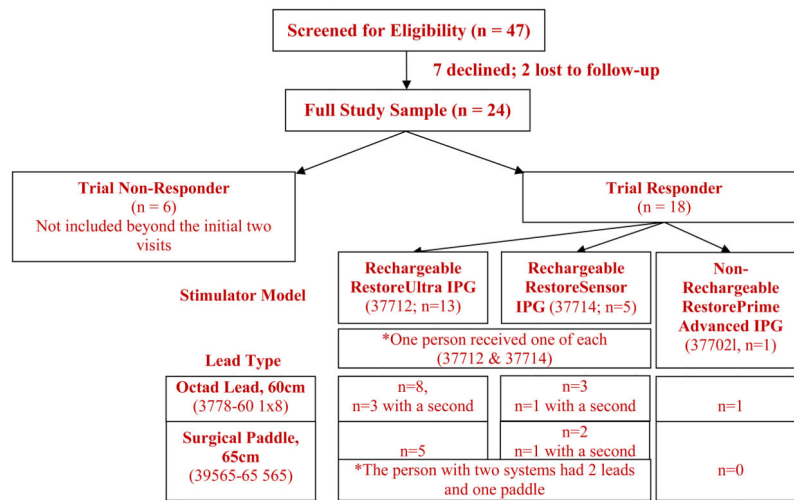 Screened for Eligibility (n = 47)
7 declined; 2 lost to follow-up
Full Study Sample (n = 24)
Trial Non-Responder
(n = 6)
Not included beyond the initial two
visits
Trial Responder
(n = 18)
Stimulator Model
Rechargeable
RestoreUltra IPG
(37712; n=13)
Rechargeable
RestoreSensor
IPG (37714; n=5)
Non-
Rechargeable
RestorePrime
Advanced IPG
(37702l, n=1)
*One person received one of each
(37712 & 37714)
Lead Type
Octad Lead, 60cm
(3778-60 1x8)
n=8,
n=3 with a second
n=3
n=1 with a second
n=1
Surgical Paddle,
65cm
(39565-65 565)
n=5
n=2
n=1 with a second
n=0
*The person with two systems had 2 leads
and one paddle